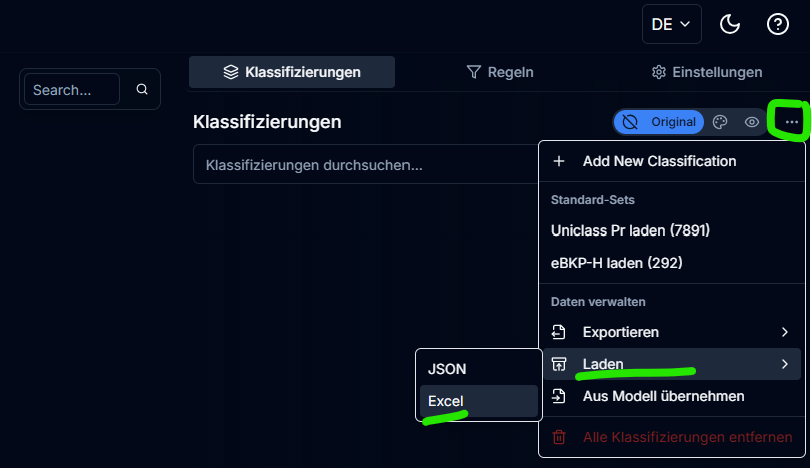 DE
Search...
Klassifizierungen
Regeln
Einstellungen
Klassifizierungen
Original
Klassifizierungen durchsuchen...
Add New Classification
Standard-Sets
Uniclass Pr laden (7891)
eBKP-H laden (292)
Daten verwalten
Exportieren
Laden
JSON
Excel
Aus Modell übernehmen
Alle Klassifizierungen entfernen